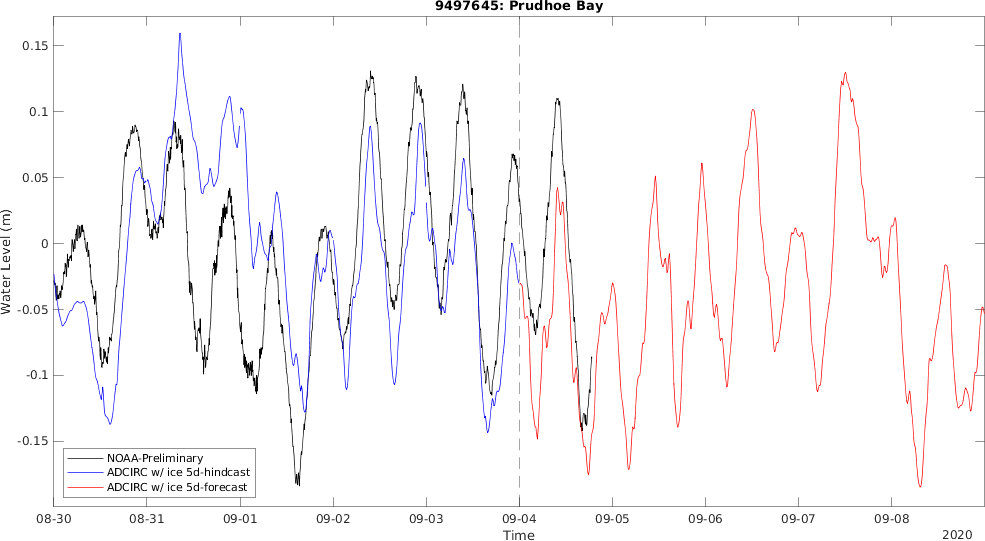 9497645: Prudhoe Bay
Water Level (m)
0.15
0.1
0.05
0
-0.05
-0.1
-0.15
NOAA-Preliminary
ADCIRC w/ ice 5d-hindcast
ADCIRC w/ ice 5d-forecast
08-30 08-31 09-01 09-02 09-03 09-04 09-05 09-06 09-07 09-08
Time
2020